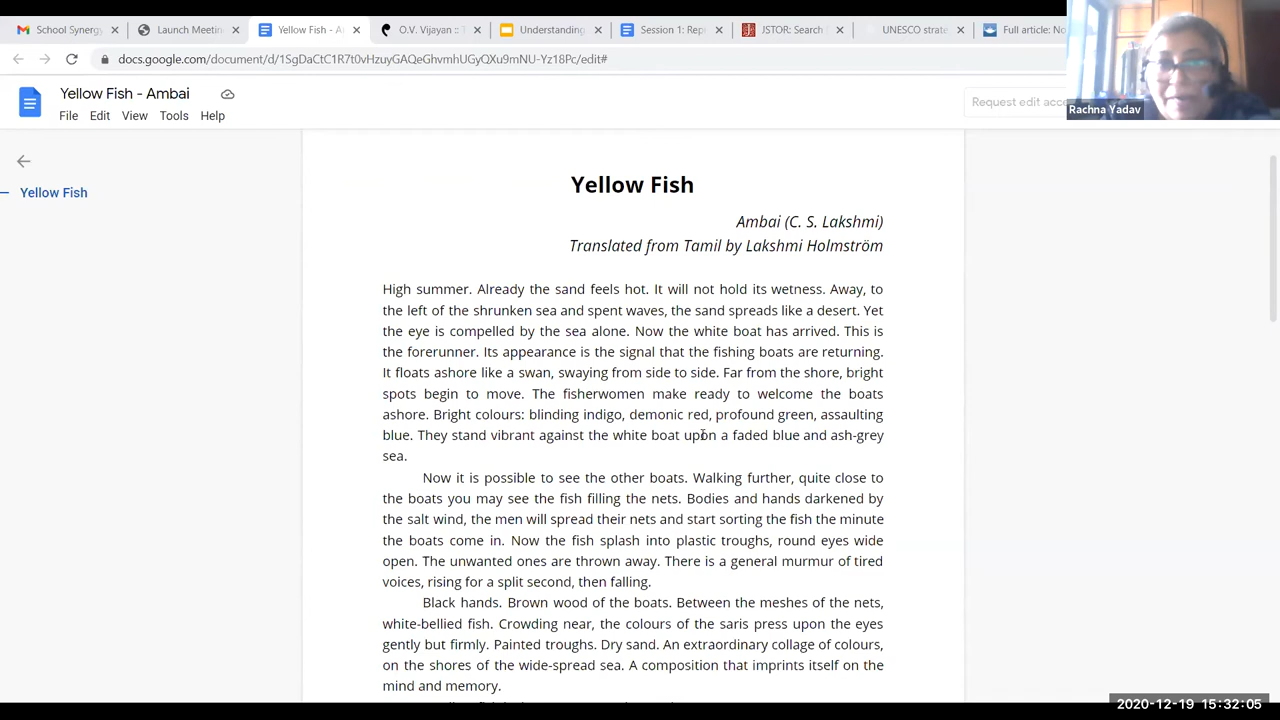 School Synergy
Launch Meetin
Yellow Fish - A
O.V. Vijayan :: T
Understanding
Session 1: Rep
JSTOR: Search
UNESCO strate
Full article: No
docs.google.com/document/d/1SgDaCtC1R7t0vHzuyGAQeGhvmhUGyQXu9mNU-Yz18Pc/edit#
Yellow Fish - Ambai
Request edit acce
Rachna Yadav
File Edit View Tools Help
Yellow Fish
Yellow Fish
Ambai (C. S. Lakshmi)
Translated from Tamil by Lakshmi Holmström
High summer. Already the sand feels hot. It will not hold its wetness. Away, to
the left of the shrunken sea and spent waves, the sand spreads like a desert. Yet
the eye is compelled by the sea alone. Now the white boat has arrived. This is
the forerunner. Its appearance is the signal that the fishing boats are returning.
It floats ashore like a swan, swaying from side to side. Far from the shore, bright
spots begin to move. The fisherwomen make ready to welcome the boats
ashore. Bright colours: blinding indigo, demonic red, profound green, assaulting
blue. They stand vibrant against the white boat upon a faded blue and ash-grey
sea.
Now it is possible to see the other boats. Walking further, quite close to
the boats you may see the fish filling the nets. Bodies and hands darkened by
the salt wind, the men will spread their nets and start sorting the fish the minute
the boats come in. Now the fish splash into plastic troughs, round eyes wide
open. The unwanted ones are thrown away. There is a general murmur of tired
voices, rising for a split second, then falling.
Black hands. Brown wood of the boats. Between the meshes of the nets,
white-bellied fish. Crowding near, the colours of the saris press upon the eyes
gently but firmly. Painted troughs. Dry sand. An extraordinary collage of colours,
on the shores of the wide-spread sea. A composition that imprints itself on the
mind and memory.
2020-12-19 15:32:05